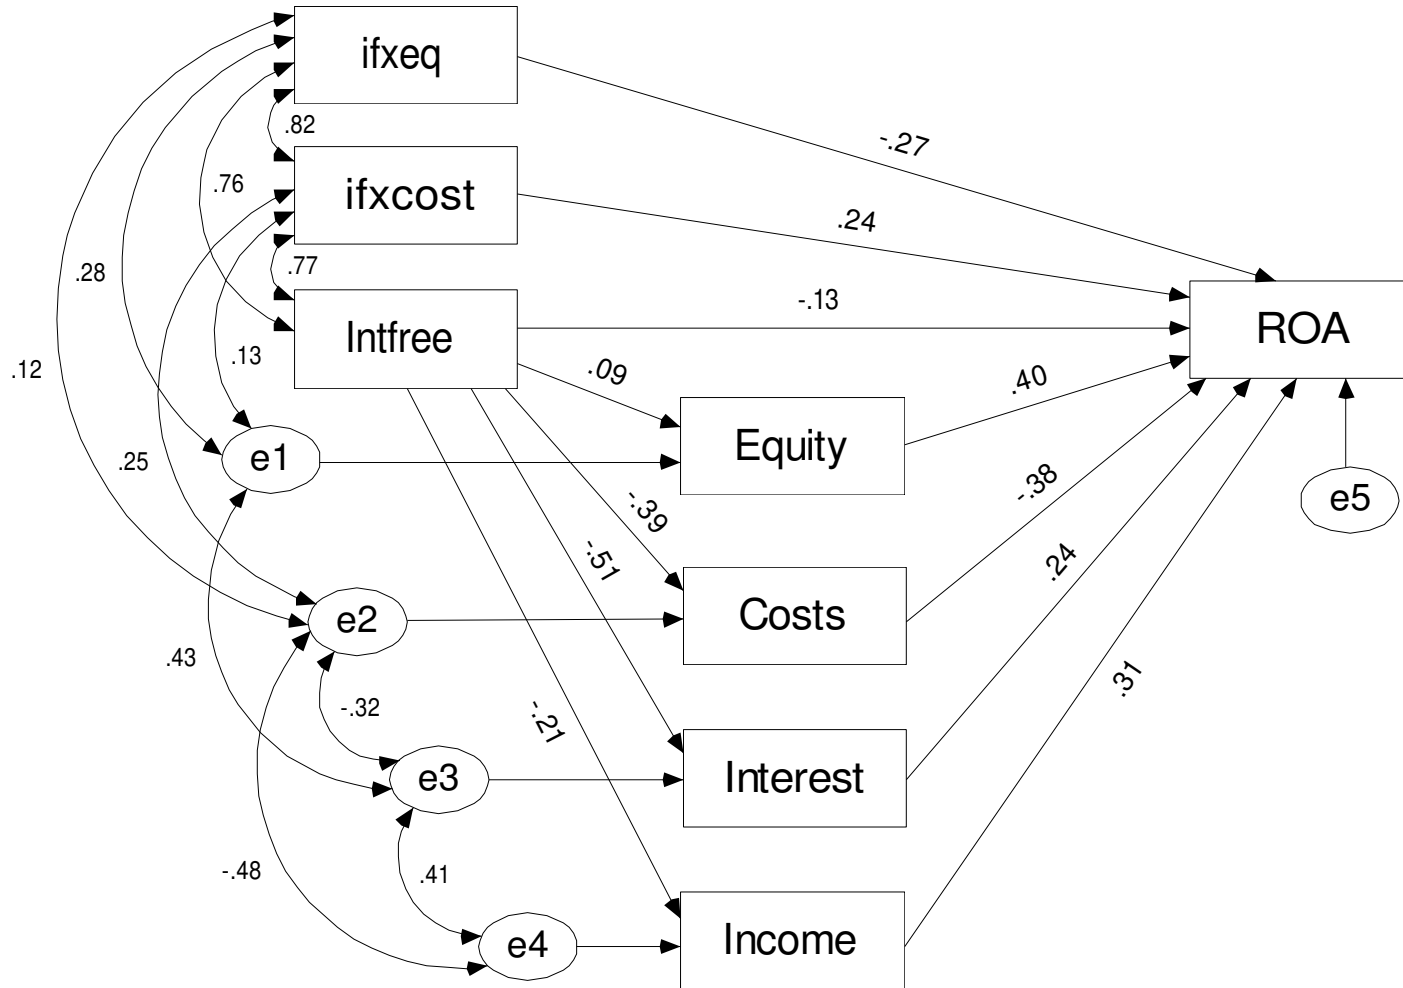 ifxeq
-.27
.82
.76
ifxcost
.24
.28
.77
-.13
ROA
Intfree
.12
.13
.09
.40
Equity
e1
.25
-.39
-.38
e5
-.51
.24
e2
Costs
.43
-.32
-.21
.31
e3
Interest
-.48
.41
e4
Income